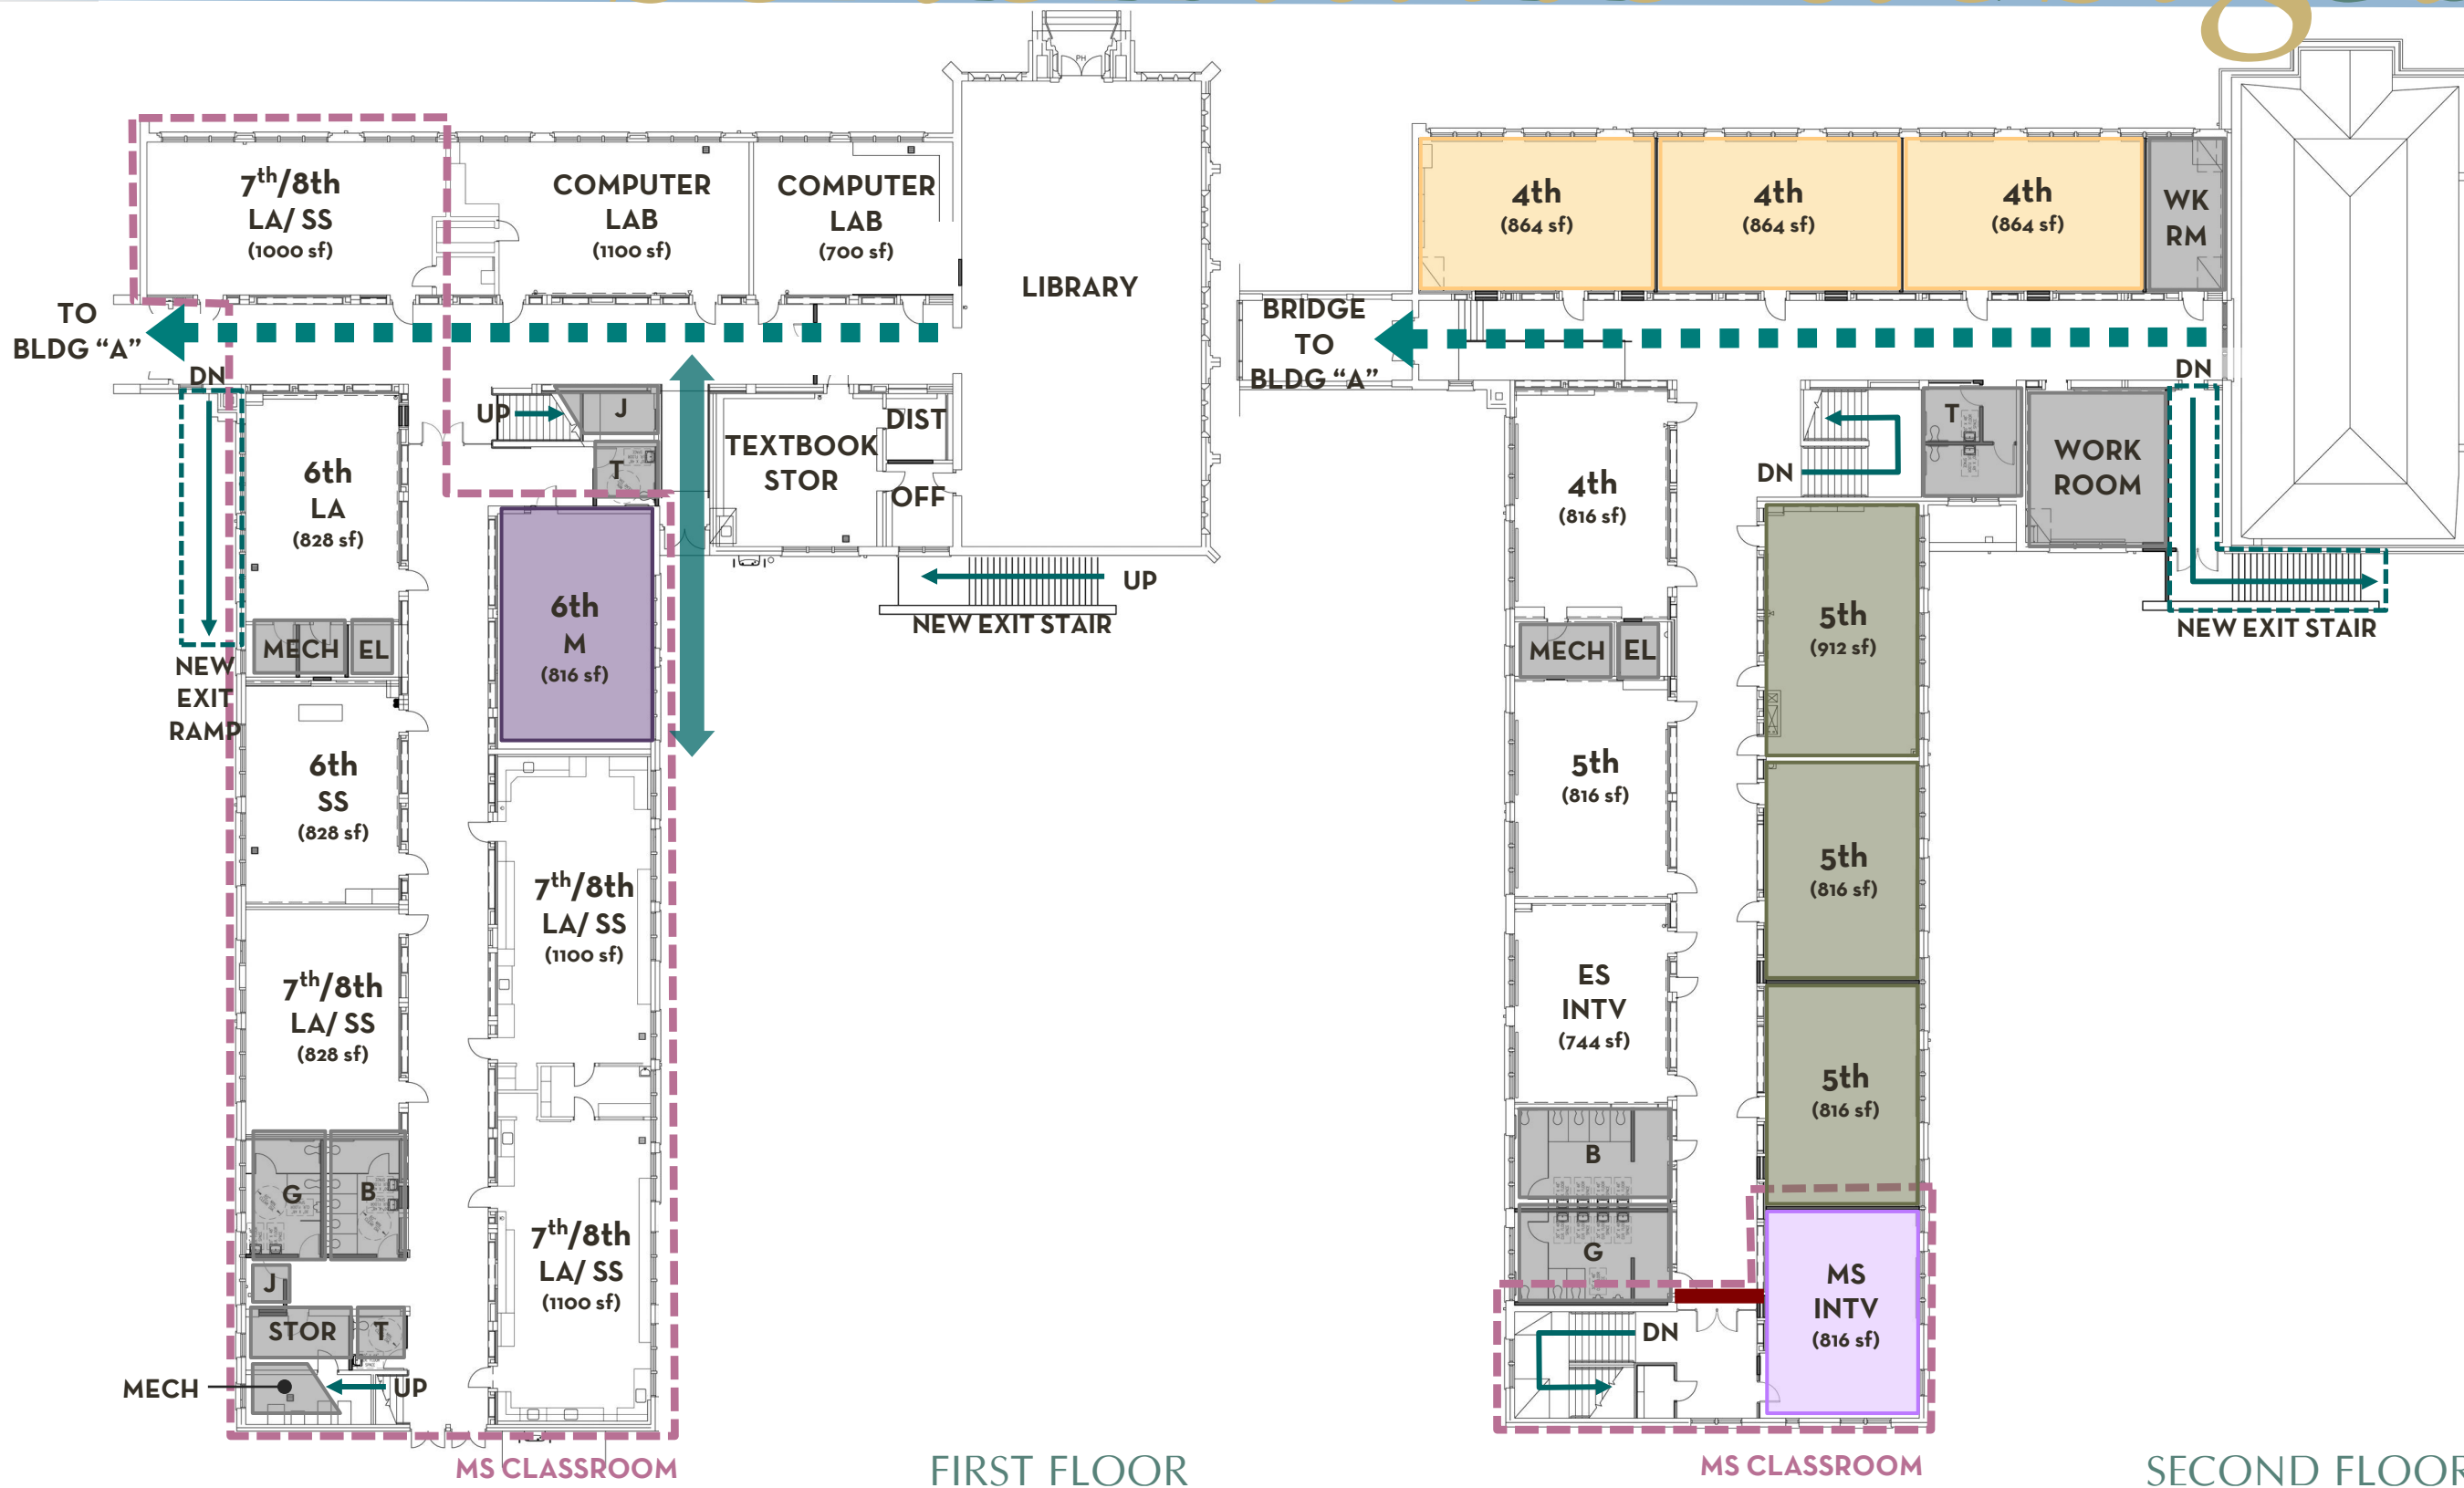 PH
7th/8th
LA/ SS
(1000 sf)
COMPUTER
LAB
(1100 sf)
COMPUTER
LAB
(700 sf)
LIBRARY
TO
BLDG “A”
DN
UP
J
T
TEXTBOOK
STOR
DIST
OFF
6th
LA
(828 sf)
MECH
EL
NEW
EXIT
RAMP
6th
M
(816 sf)
UP
NEW EXIT STAIR
6th
SS
(828 sf)
7th/8th
LA/ SS
(1100 sf)
7th/8th
LA/ SS
(828 sf)
G
B
J
STOR
T
MECH
UP
7th/8th
LA/ SS
(1100 sf)
MS CLASSROOM
FIRST FLOOR
4th
(864 sf)
4th
(864 sf)
4th
(864 sf)
WK
RM
BRIDGE
TO
BLDG “A”
DN
4th
(816 sf)
DN
T
WORK
ROOM
MECH
EL
5th
(912 sf)
NEW EXIT STAIR
5th
(816 sf)
5th
(816 sf)
ES
INTV
(744 sf)
5th
(816 sf)
B
G
MS
INTV
(816 sf)
DN
MS CLASSROOM
SECOND FLOOR